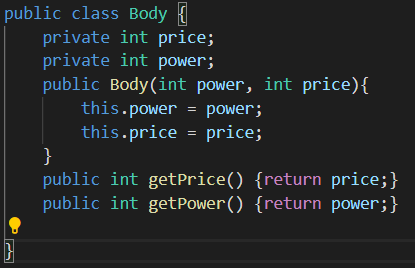 public class Body {
    private int price;
    private int power;
    public Body(int power, int price){
        this.power = power;
        this.price = price;
    }
    public int getPrice() {return price;}
    public int getPower() {return power;}
}